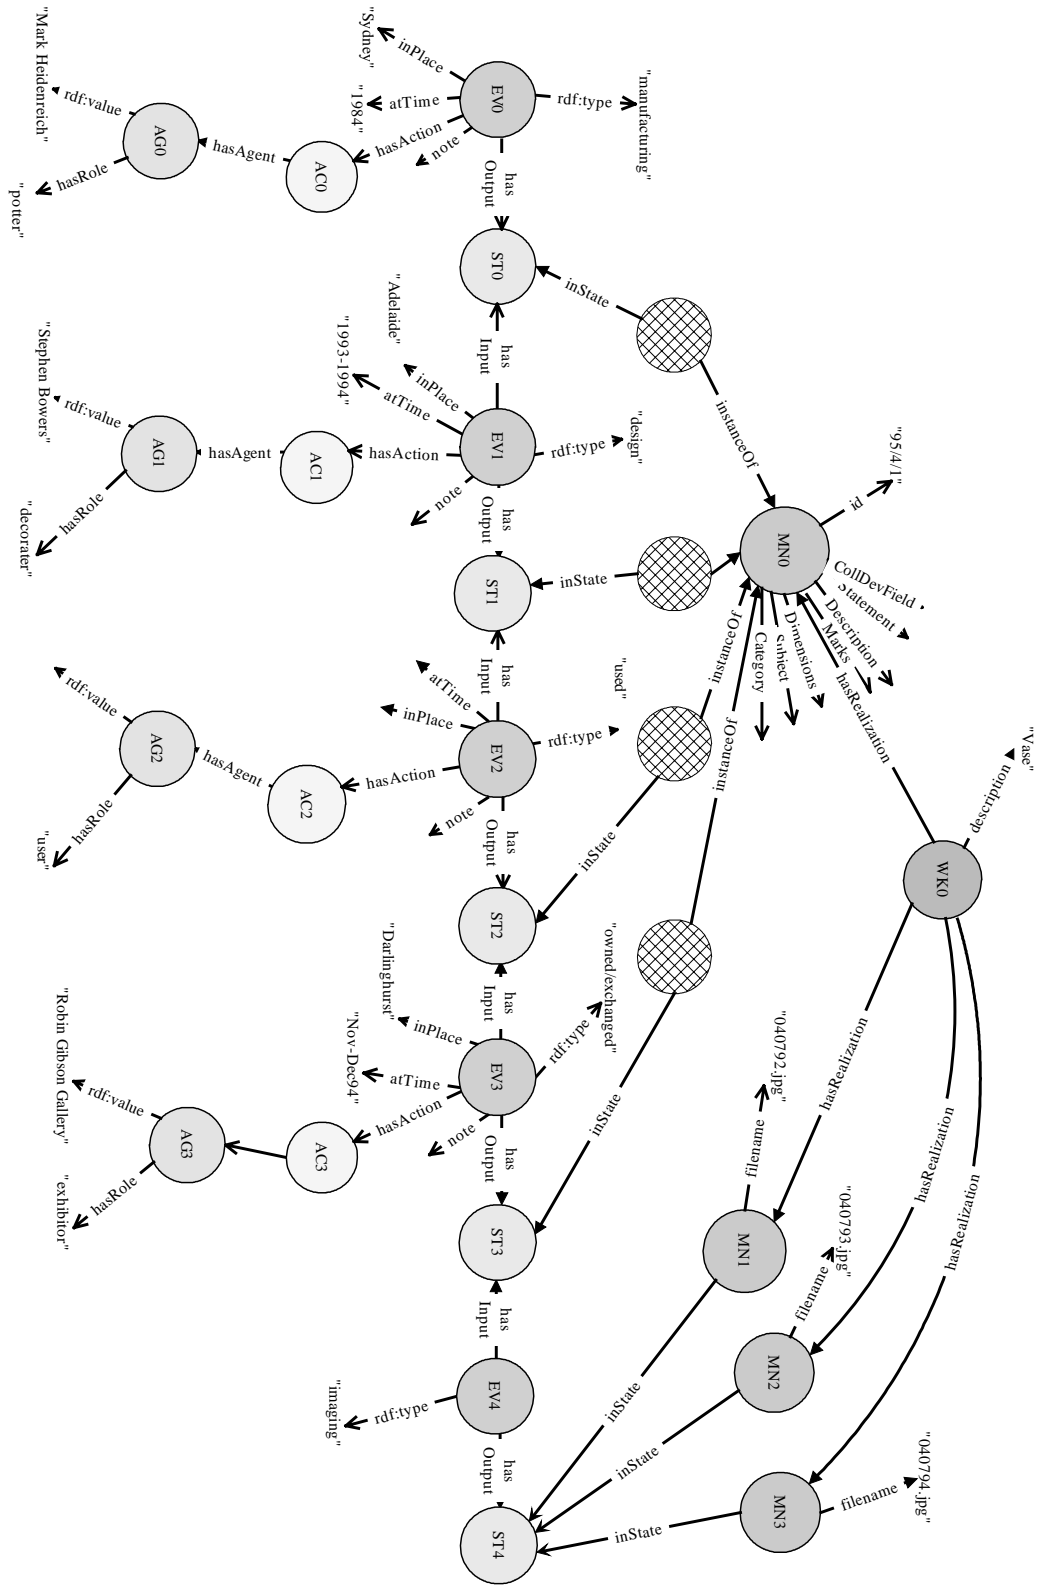 "Vase"
description
WK0
hasRealization
hasRealization
hasRealization
hasRealization
"95/4/1"
id
CollDevField
Statement
Description
Marks
Dimensions
Subject
Category
MN0
instanceOf
instanceOf
instanceOf
"040792.jpg"
filename
MN1
"040793.jpg"
filename
MN2
"040794.jpg"
filename
MN3
inState
inState
inState
inState
inState
inState
inState
"manufacturing"
rdf:type
EV0
"Sydney"
inPlace
"1984"
atTime
hasAction
note
has
Output
ST0
has
Input
"design"
rdf:type
EV1
"Adelaide"
inPlace
"1993-1994"
atTime
hasAction
note
has
Output
ST1
has
Input
"used"
rdf:type
EV2
atTime
inPlace
hasAction
note
has
Output
ST2
has
Input
"owned/exchanged"
rdf:type
EV3
"Darlinghurst"
inPlace
"Nov-Dec94"
atTime
hasAction
note
has
Output
ST3
has
Input
EV4
rdf:type
"imaging"
has
Output
ST4
AC0
hasAgent
AG0
rdf:value
"Mark Heidenreich"
hasRole
"potter"
AC1
hasAgent
AG1
rdf:value
"Stephen Bowers"
hasRole
"decorater"
AC2
hasAgent
AG2
rdf:value
hasRole
"user"
AC3
AG3
rdf:value
"Robin Gibson Gallery"
hasRole
"exhibitor"